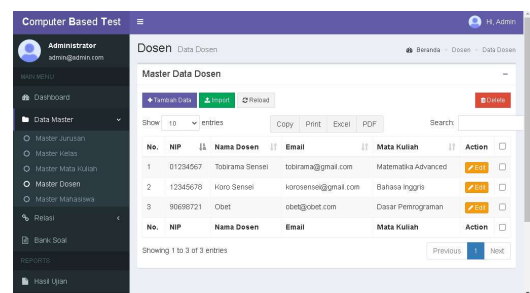 Computer Based Test
Hi, Admin
Administrator
admin@admin.com
MAIN MENU
Dashboard
Data Master
Master Jurusan
Master Kelas
Master Mata Kuliah
Master Dosen
Master Mahasiswa
Relasi
Bank Soal
REPORTS
Hasil Ujian
Dosen Data Dosen
Beranda - Dosen - Data Dosen
Master Data Dosen
Tambah Data Import Reload Delete
Show 10 entries Copy Print Excel PDF Search:
No. NIP Nama Dosen Email Mata Kuliah Action
1 01234567 Tobirama Sensei tobirama@gmail.com Matematika Advanced Edit
2 12345678 Koro Sensei korosensei@gmail.com Bahasa Inggris Edit
3 90698721 Obet obet@obet.com Dasar Pemrograman Edit
No. NIP Nama Dosen Email Mata Kuliah Action
Showing 1 to 3 of 3 entries
Previous 1 Next